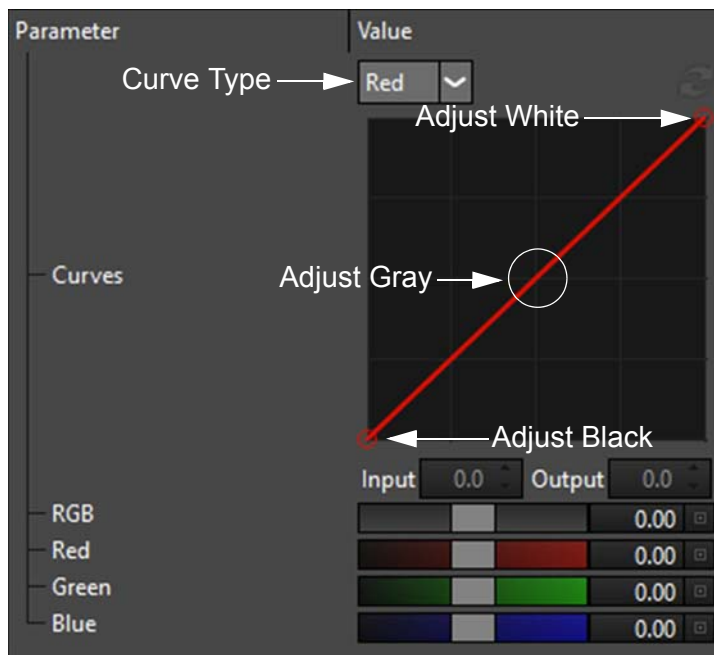 Parameter Value
Curve Type Red
Adjust White
Curves Adjust Gray
Adjust Black
Input 0.0 Output 0.0
RGB 0.00
Red 0.00
Green 0.00
Blue 0.00